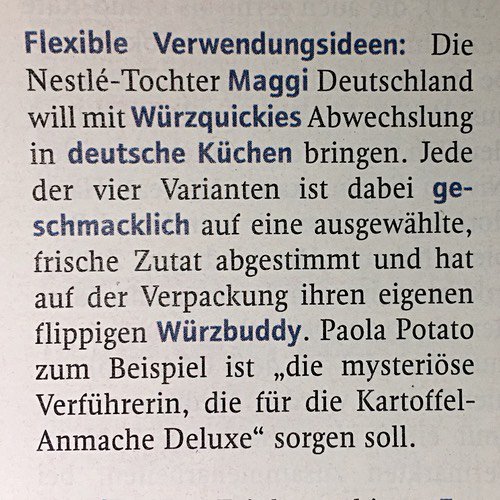 Flexible Verwendungsideen: Die
Nestlé-Tochter Maggi Deutschland
will mit Würzquickies Abwechslung
in deutsche Küchen bringen. Jede
der vier Varianten ist dabei ge-
schmacklich auf eine ausgewählte,
frische Zutat abgestimmt und hat
auf der Verpackung ihren eigenen
flippigen Würzbuddy. Paola Potato
zum Beispiel ist „die mysteriöse
Verführerin, die für die Kartoffel-
Anmache Deluxe“ sorgen soll.